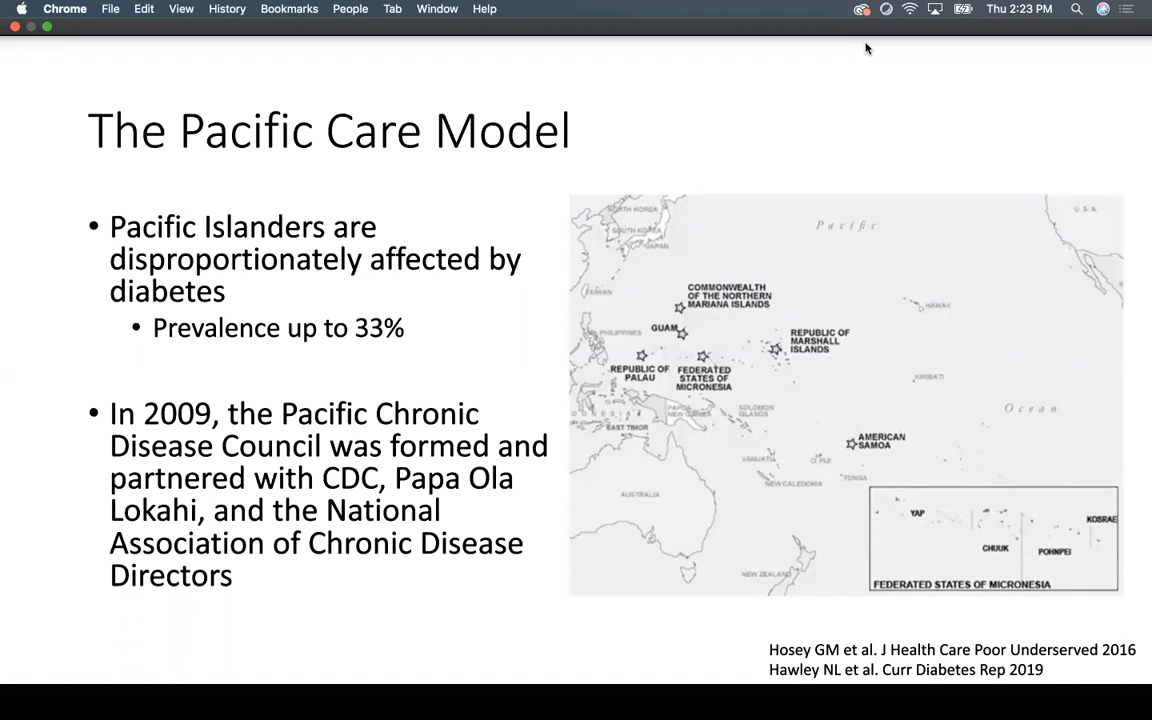 Chrome File Edit View History Bookmarks People Tab Window Help Thu 2:23 PM
The Pacific Care Model
• Pacific Islanders are
disproportionately affected by
diabetes
• Prevalence up to 33%
• In 2009, the Pacific Chronic
Disease Council was formed and
partnered with CDC, Papa Ola
Lokahi, and the National
Association of Chronic Disease
Directors
NORTH KOREA
SOUTH KOREA
JAPAN
Pacific
U.S.A.
TAIWAN
COMMONWEALTH
OF THE NORTHERN
MARIANA ISLANDS
HAWAII
PHILIPPINES
GUAM
REPUBLIC OF
MARSHALL
ISLANDS
REPUBLIC OF
PALAU
FEDERATED
STATES OF
MICRONESIA
KIRIBATI
PAPUA
NEW GUINEA
SOLOMON
ISLANDS
Ocean
EAST TIMOR
AMERICAN
SAMOA
VANUATU
FIJI
TONGA
NEW CALEDONIA
AUSTRALIA
NEW ZEALAND
YAP
KOSRAE
CHUUK
POHNPEI
FEDERATED STATES OF MICRONESIA
Hosey GM et al. J Health Care Poor Underserved 2016
Hawley NL et al. Curr Diabetes Rep 2019